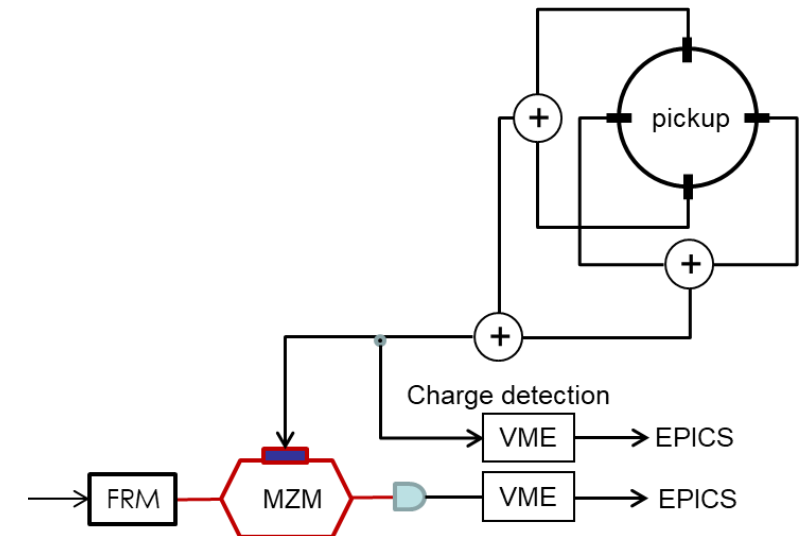 +
pickup
+
+
Charge detection
VME
EPICS
FRM
MZM
VME
EPICS